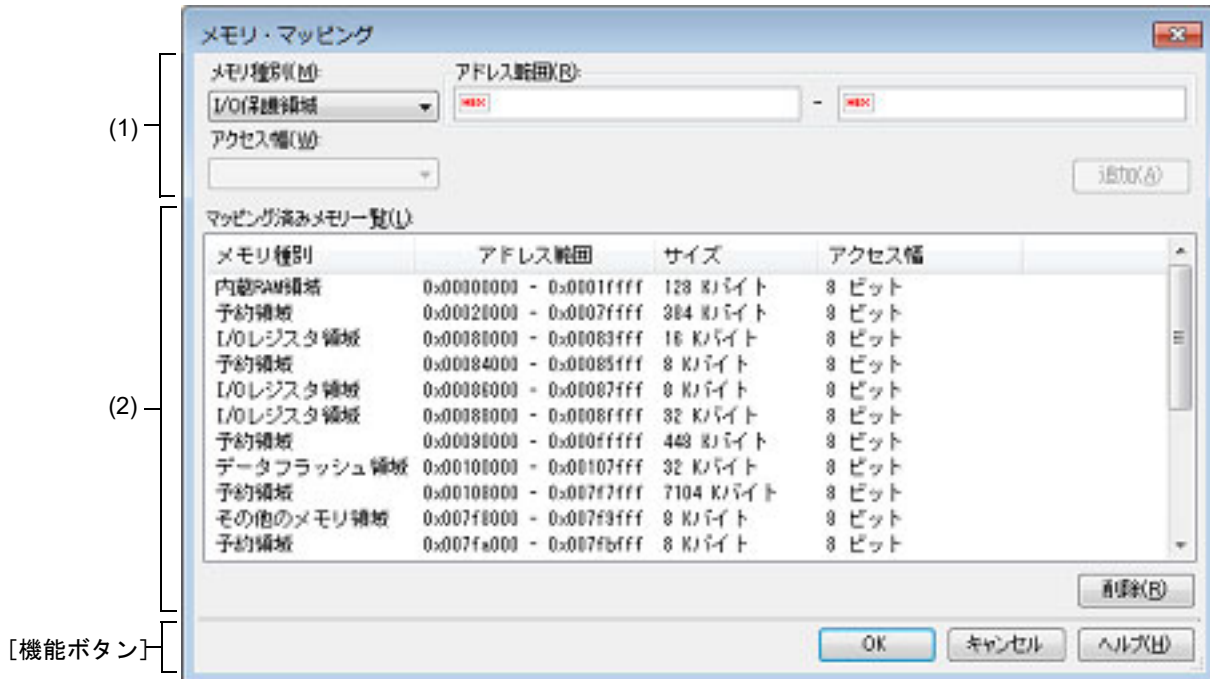 メモリ・マッピング
メモリ種別(M): アドレス範囲(R):
I/O保護領域 HEX - HEX
(1)
アクセス幅(W):
追加(A)
マッピング済みメモリ一覧(L):
メモリ種別 アドレス範囲 サイズ アクセス幅
内蔵RAM領域 0x00000000 - 0x0001ffff 128 Kバイト 8 ビット
予約領域 0x00020000 - 0x0007ffff 384 Kバイト 8 ビット
I/Oレジスタ領域 0x00080000 - 0x00083fff 16 Kバイト 8 ビット
予約領域 0x00084000 - 0x00085fff 8 Kバイト 8 ビット
I/Oレジスタ領域 0x00086000 - 0x00087fff 8 Kバイト 8 ビット
(2)
I/Oレジスタ領域 0x00088000 - 0x0008ffff 32 Kバイト 8 ビット
予約領域 0x00090000 - 0x000fffff 448 Kバイト 8 ビット
データフラッシュ領域 0x00100000 - 0x00107fff 32 Kバイト 8 ビット
予約領域 0x00108000 - 0x007f7fff 7104 Kバイト 8 ビット
その他のメモリ領域 0x007f8000 - 0x007f9fff 8 Kバイト 8 ビット
予約領域 0x007fa000 - 0x007fbfff 8 Kバイト 8 ビット
削除(R)
[機能ボタン]
OK キャンセル ヘルプ(H)